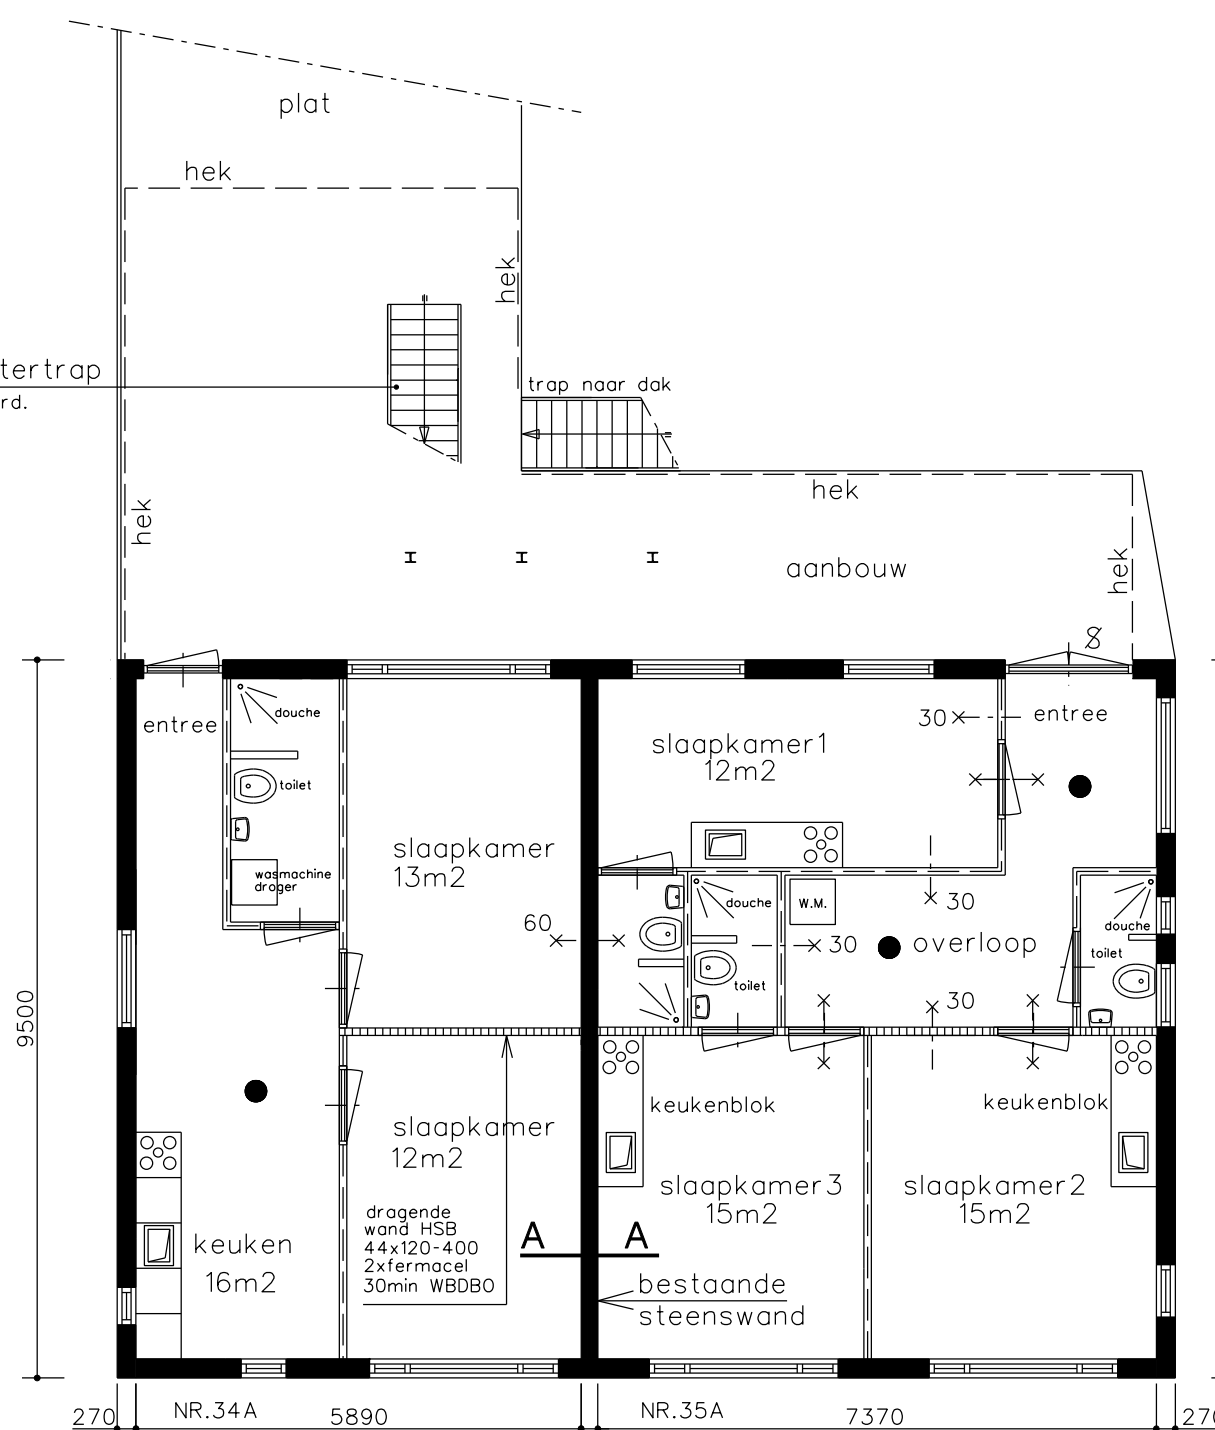 plat
hek
hek
tertrap
rd.
trap naar dak
hek
hek
hek
aanbouw
entree
douche
toilet
wasmachine
droger
slaapkamer
13m2
60
slaapkamer1
12m2
30
entree
30
douche
W.M.
30
overloop
toilet
douche
toilet
30
9500
slaapkamer
12m2
keukenblok
keukenblok
dragende
wand HSB
44x120-400
2xfermacel
30min WBDBO
A
A
slaapkamer3
15m2
slaapkamer2
15m2
keuken
16m2
bestaande
steenswand
270
NR.34A
5890
NR.35A
7370
270